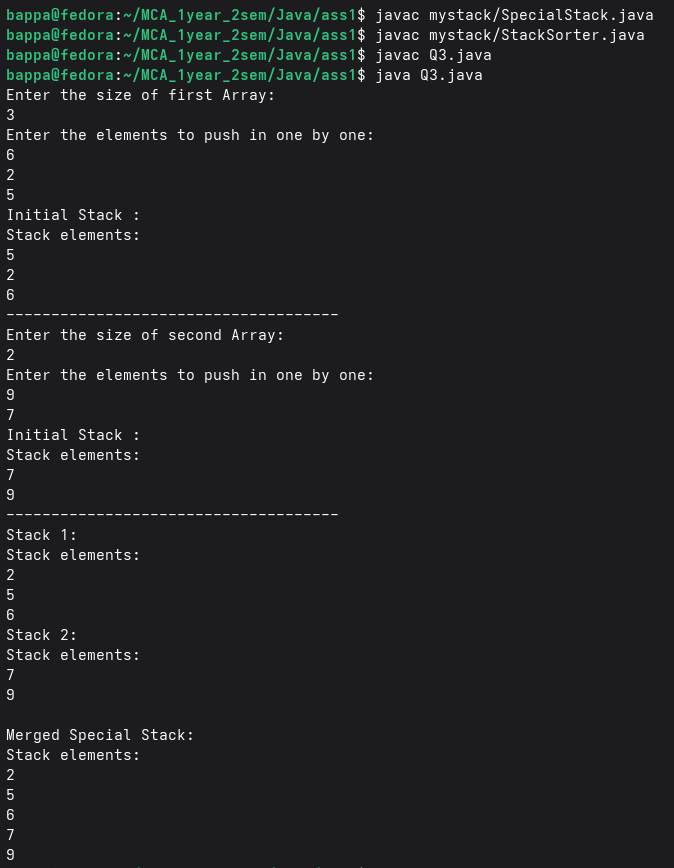 bappa@fedora:~/MCA_1year_2sem/Java/ass1$ javac mystack/SpecialStack.java
bappa@fedora:~/MCA_1year_2sem/Java/ass1$ javac mystack/StackSorter.java
bappa@fedora:~/MCA_1year_2sem/Java/ass1$ javac Q3.java
bappa@fedora:~/MCA_1year_2sem/Java/ass1$ java Q3.java
Enter the size of first Array:
3
Enter the elements to push in one by one:
6
2
5
Initial Stack :
Stack elements:
5
2
6
-------------------------------------
Enter the size of second Array:
2
Enter the elements to push in one by one:
9
7
Initial Stack :
Stack elements:
7
9
-------------------------------------
Stack 1:
Stack elements:
2
5
6
Stack 2:
Stack elements:
7
9
Merged Special Stack:
Stack elements:
2
5
6
7
9